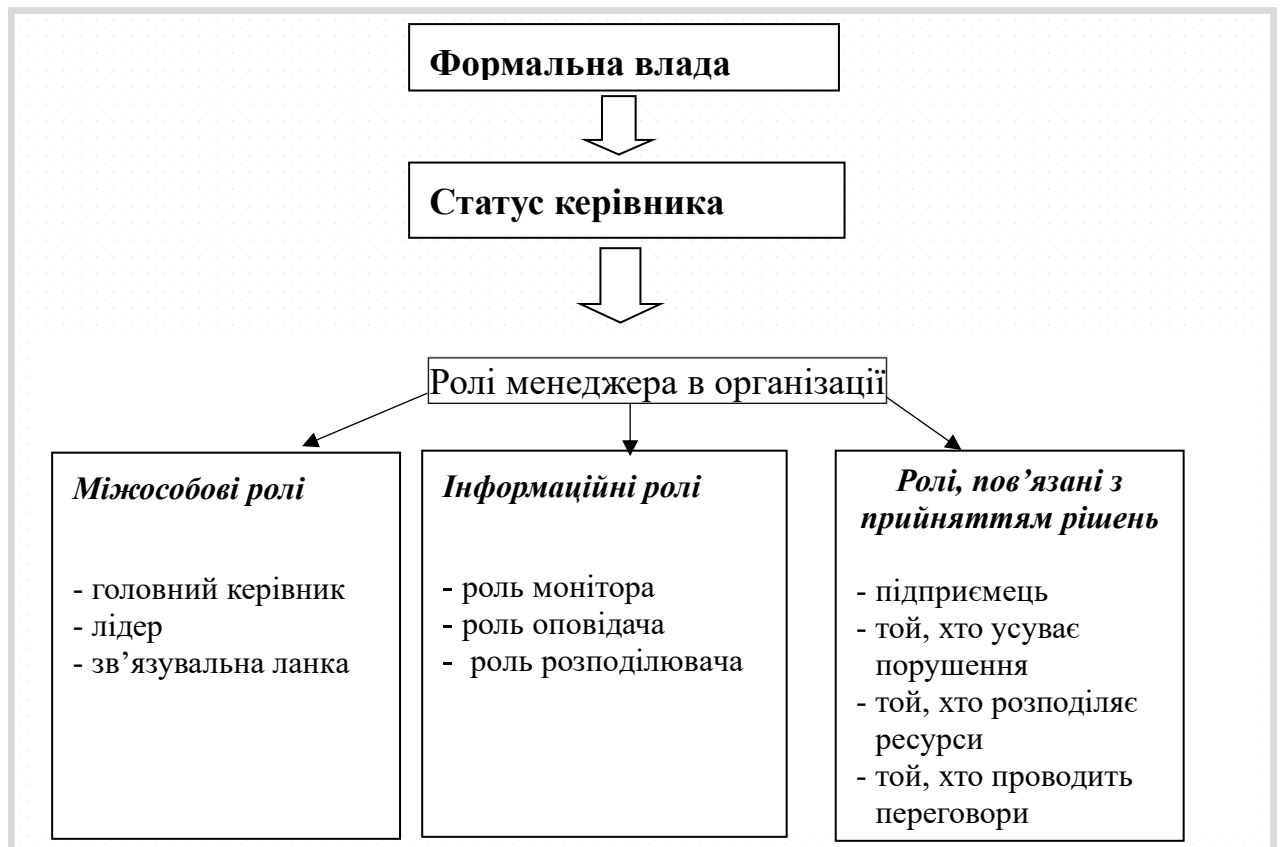 Формальна влада
Статус керівника
Ролі менеджера в організації
Міжособові ролі
- головний керівник
- лідер
- зв’язувальна ланка
Інформаційні ролі
- роль монітора
- роль оповідача
- роль розподілювача
Ролі, пов’язані з
прийняттям рішень
- підприємець
- той, хто усуває
порушення
- той, хто розподіляє
ресурси
- той, хто проводить
переговори